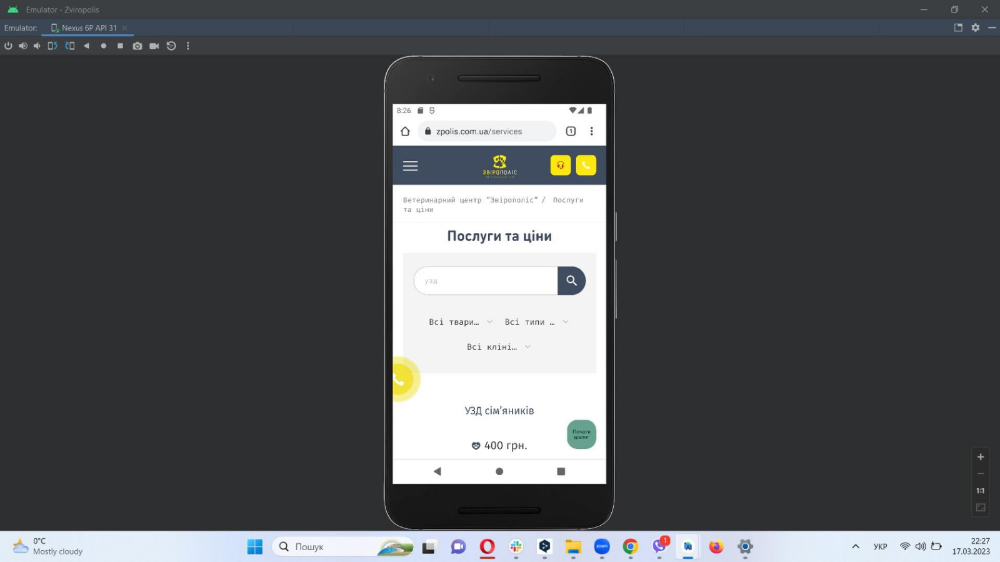 Emulator - Zviropolis
Emulator: Nexus 6P API 31
8:26
zpolis.com.ua/services
1
ЗВІРОПОЛІС
Ветеринарний центр ”Звірополіс” / Послуги
та ціни
Послуги та ціни
узд
Всі твари… Всі типи …
Всі кліні…
УЗД сім’яників
Почати
діалог
400 грн.
1:1
0°C
Mostly cloudy
Пошук
zoom
1
УКР
22:27
17.03.2023